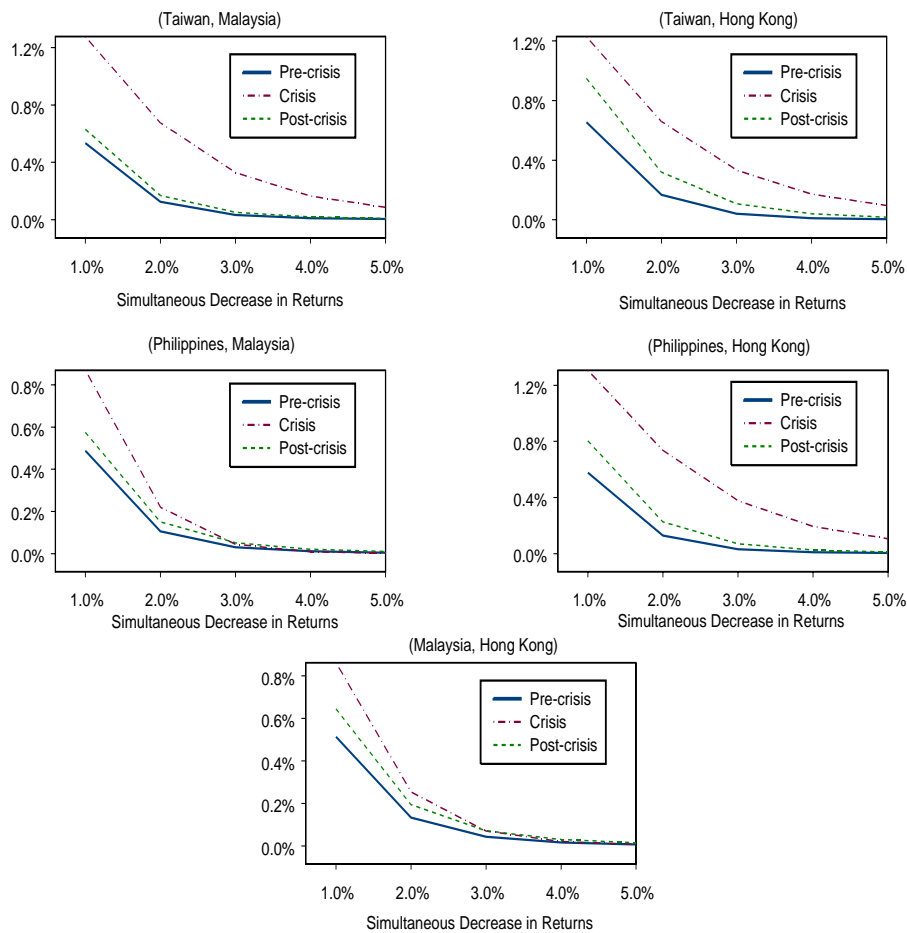 (Taiwan, Malaysia)
1.2%
0.8%
0.4%
0.0%
Pre-crisis
Crisis
Post-crisis
1.0% 2.0% 3.0% 4.0% 5.0%
Simultaneous Decrease in Returns
(Taiwan, Hong Kong)
1.2%
0.8%
0.4%
0.0%
Pre-crisis
Crisis
Post-crisis
1.0% 2.0% 3.0% 4.0% 5.0%
Simultaneous Decrease in Returns
(Philippines, Malaysia)
0.8%
0.6%
0.4%
0.2%
0.0%
Pre-crisis
Crisis
Post-crisis
1.0% 2.0% 3.0% 4.0% 5.0%
Simultaneous Decrease in Returns
(Philippines, Hong Kong)
1.2%
0.8%
0.4%
0.0%
Pre-crisis
Crisis
Post-crisis
1.0% 2.0% 3.0% 4.0% 5.0%
Simultaneous Decrease in Returns
(Malaysia, Hong Kong)
0.8%
0.6%
0.4%
0.2%
0.0%
Pre-crisis
Crisis
Post-crisis
1.0% 2.0% 3.0% 4.0% 5.0%
Simultaneous Decrease in Returns